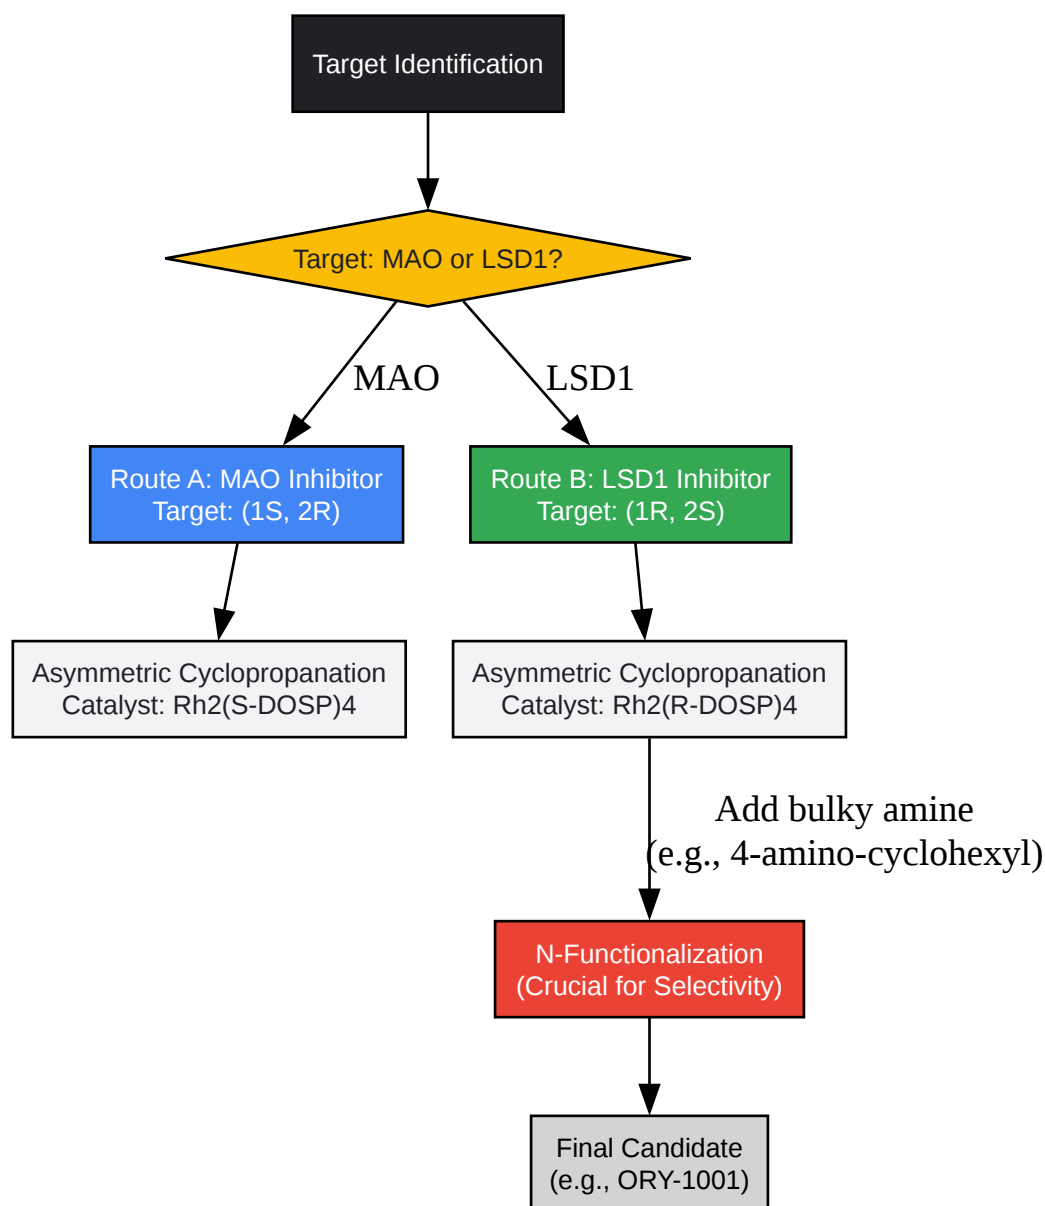 Target Identification
Target: MAO or LSD1?
MAO
LSD1
Route A: MAO Inhibitor
Target: (1S, 2R)
Route B: LSD1 Inhibitor
Target: (1R, 2S)
Asymmetric Cyclopropanation
Catalyst: Rh2(S-DOSP)4
Asymmetric Cyclopropanation
Catalyst: Rh2(R-DOSP)4
Add bulky amine
(e.g., 4-amino-cyclohexyl)
N-Functionalization
(Crucial for Selectivity)
Final Candidate
(e.g., ORY-1001)